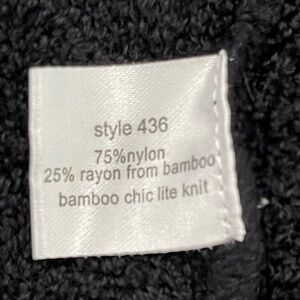 style 436
75%nylon
25% rayon from bamboo
bamboo chic lite knit